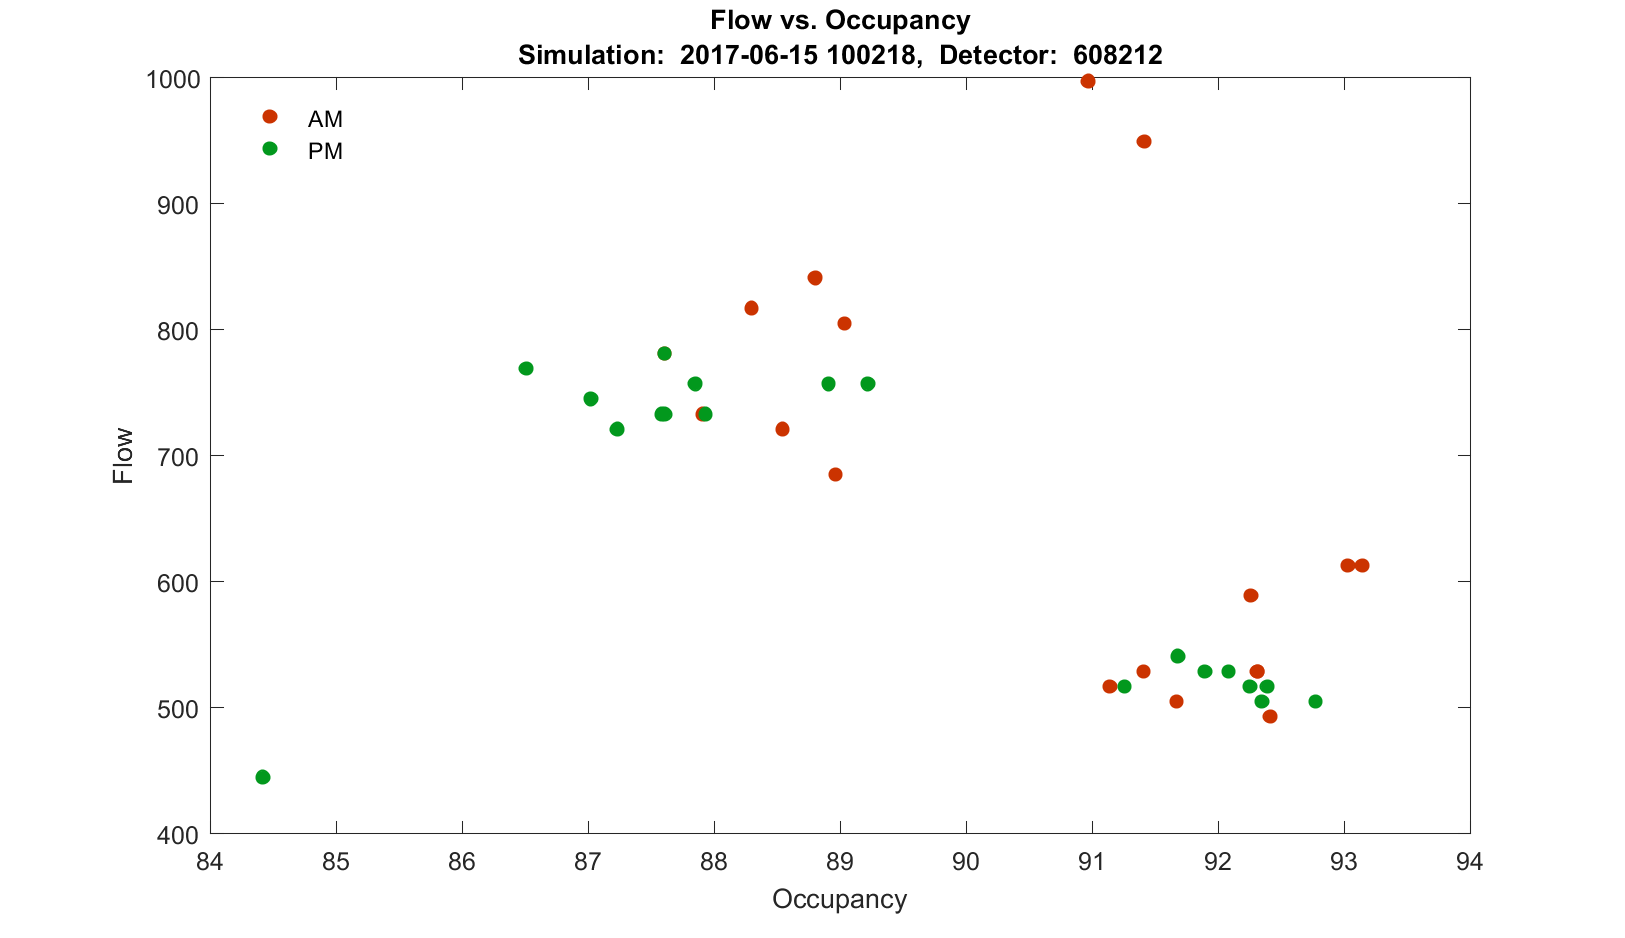 Flow vs. Occupancy
Simulation:  2017-06-15 100218,  Detector:  608212
1000
900
800
700
600
500
400
AM
PM
Flow
84 85 86 87 88 89 90 91 92 93 94
Occupancy